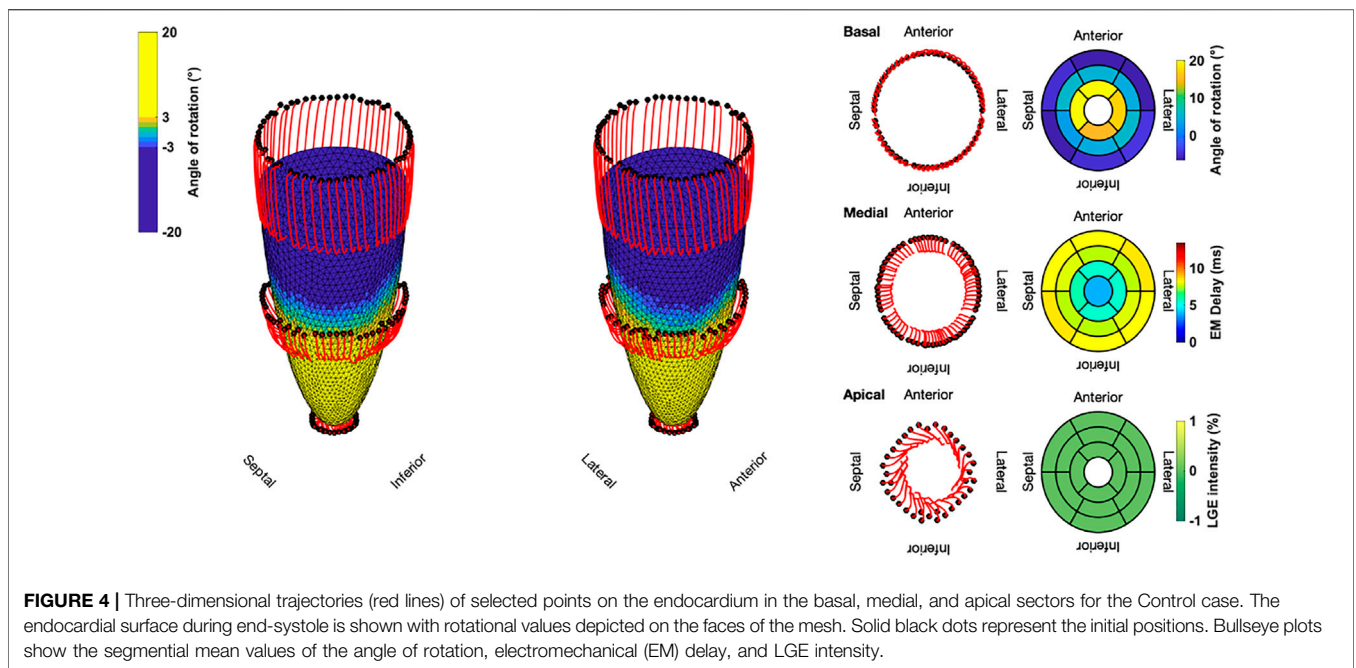 20
3
-3
-20
Angle of rotation (°)
Septal
Inferior
Lateral
Anterior
Basal
Anterior
Septal
Lateral
Inferior
Anterior
Septal
Lateral
Inferior
20
10
0
Angle of rotation (°)
Medial
Anterior
Septal
Lateral
Inferior
Anterior
Septal
Lateral
Inferior
10
5
0
EM Delay (ms)
Apical
Anterior
Septal
Lateral
Inferior
Anterior
Septal
Lateral
Inferior
1
0
-1
LGE intensity (%)
FIGURE 4 | Three-dimensional trajectories (red lines) of selected points on the endocardium in the basal, medial, and apical sectors for the Control case. The
endocardial surface during end-systole is shown with rotational values depicted on the faces of the mesh. Solid black dots represent the initial positions. Bullseye plots
show the segmential mean values of the angle of rotation, electromechanical (EM) delay, and LGE intensity.